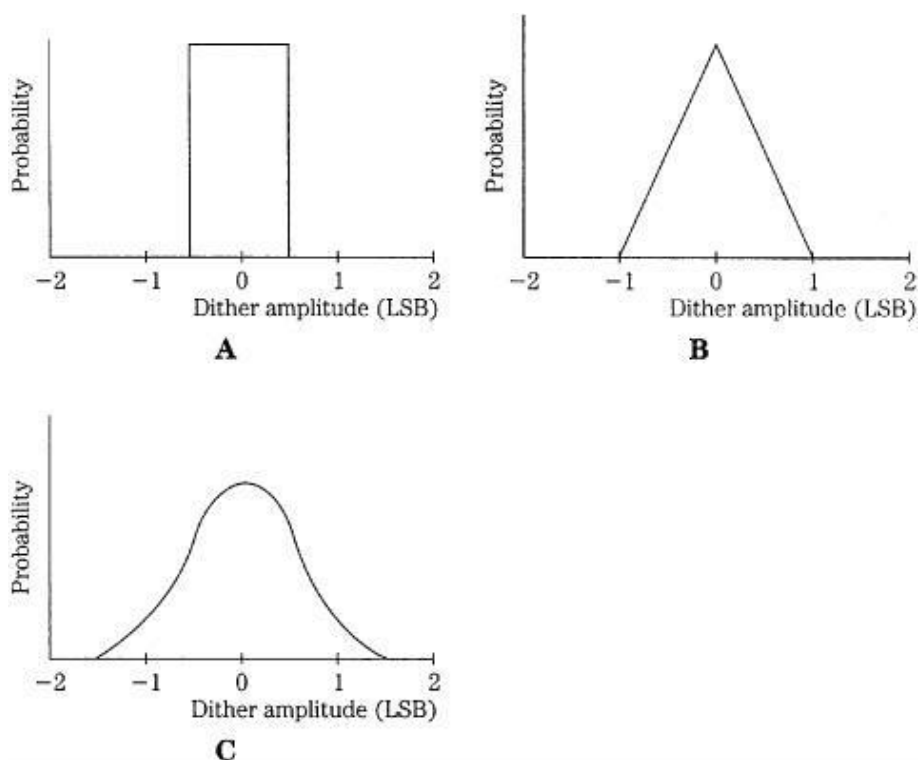 Probability
−2 −1 0 1 2
Dither amplitude (LSB)
A
Probability
−2 −1 0 1 2
Dither amplitude (LSB)
B
Probability
−2 −1 0 1 2
Dither amplitude (LSB)
C